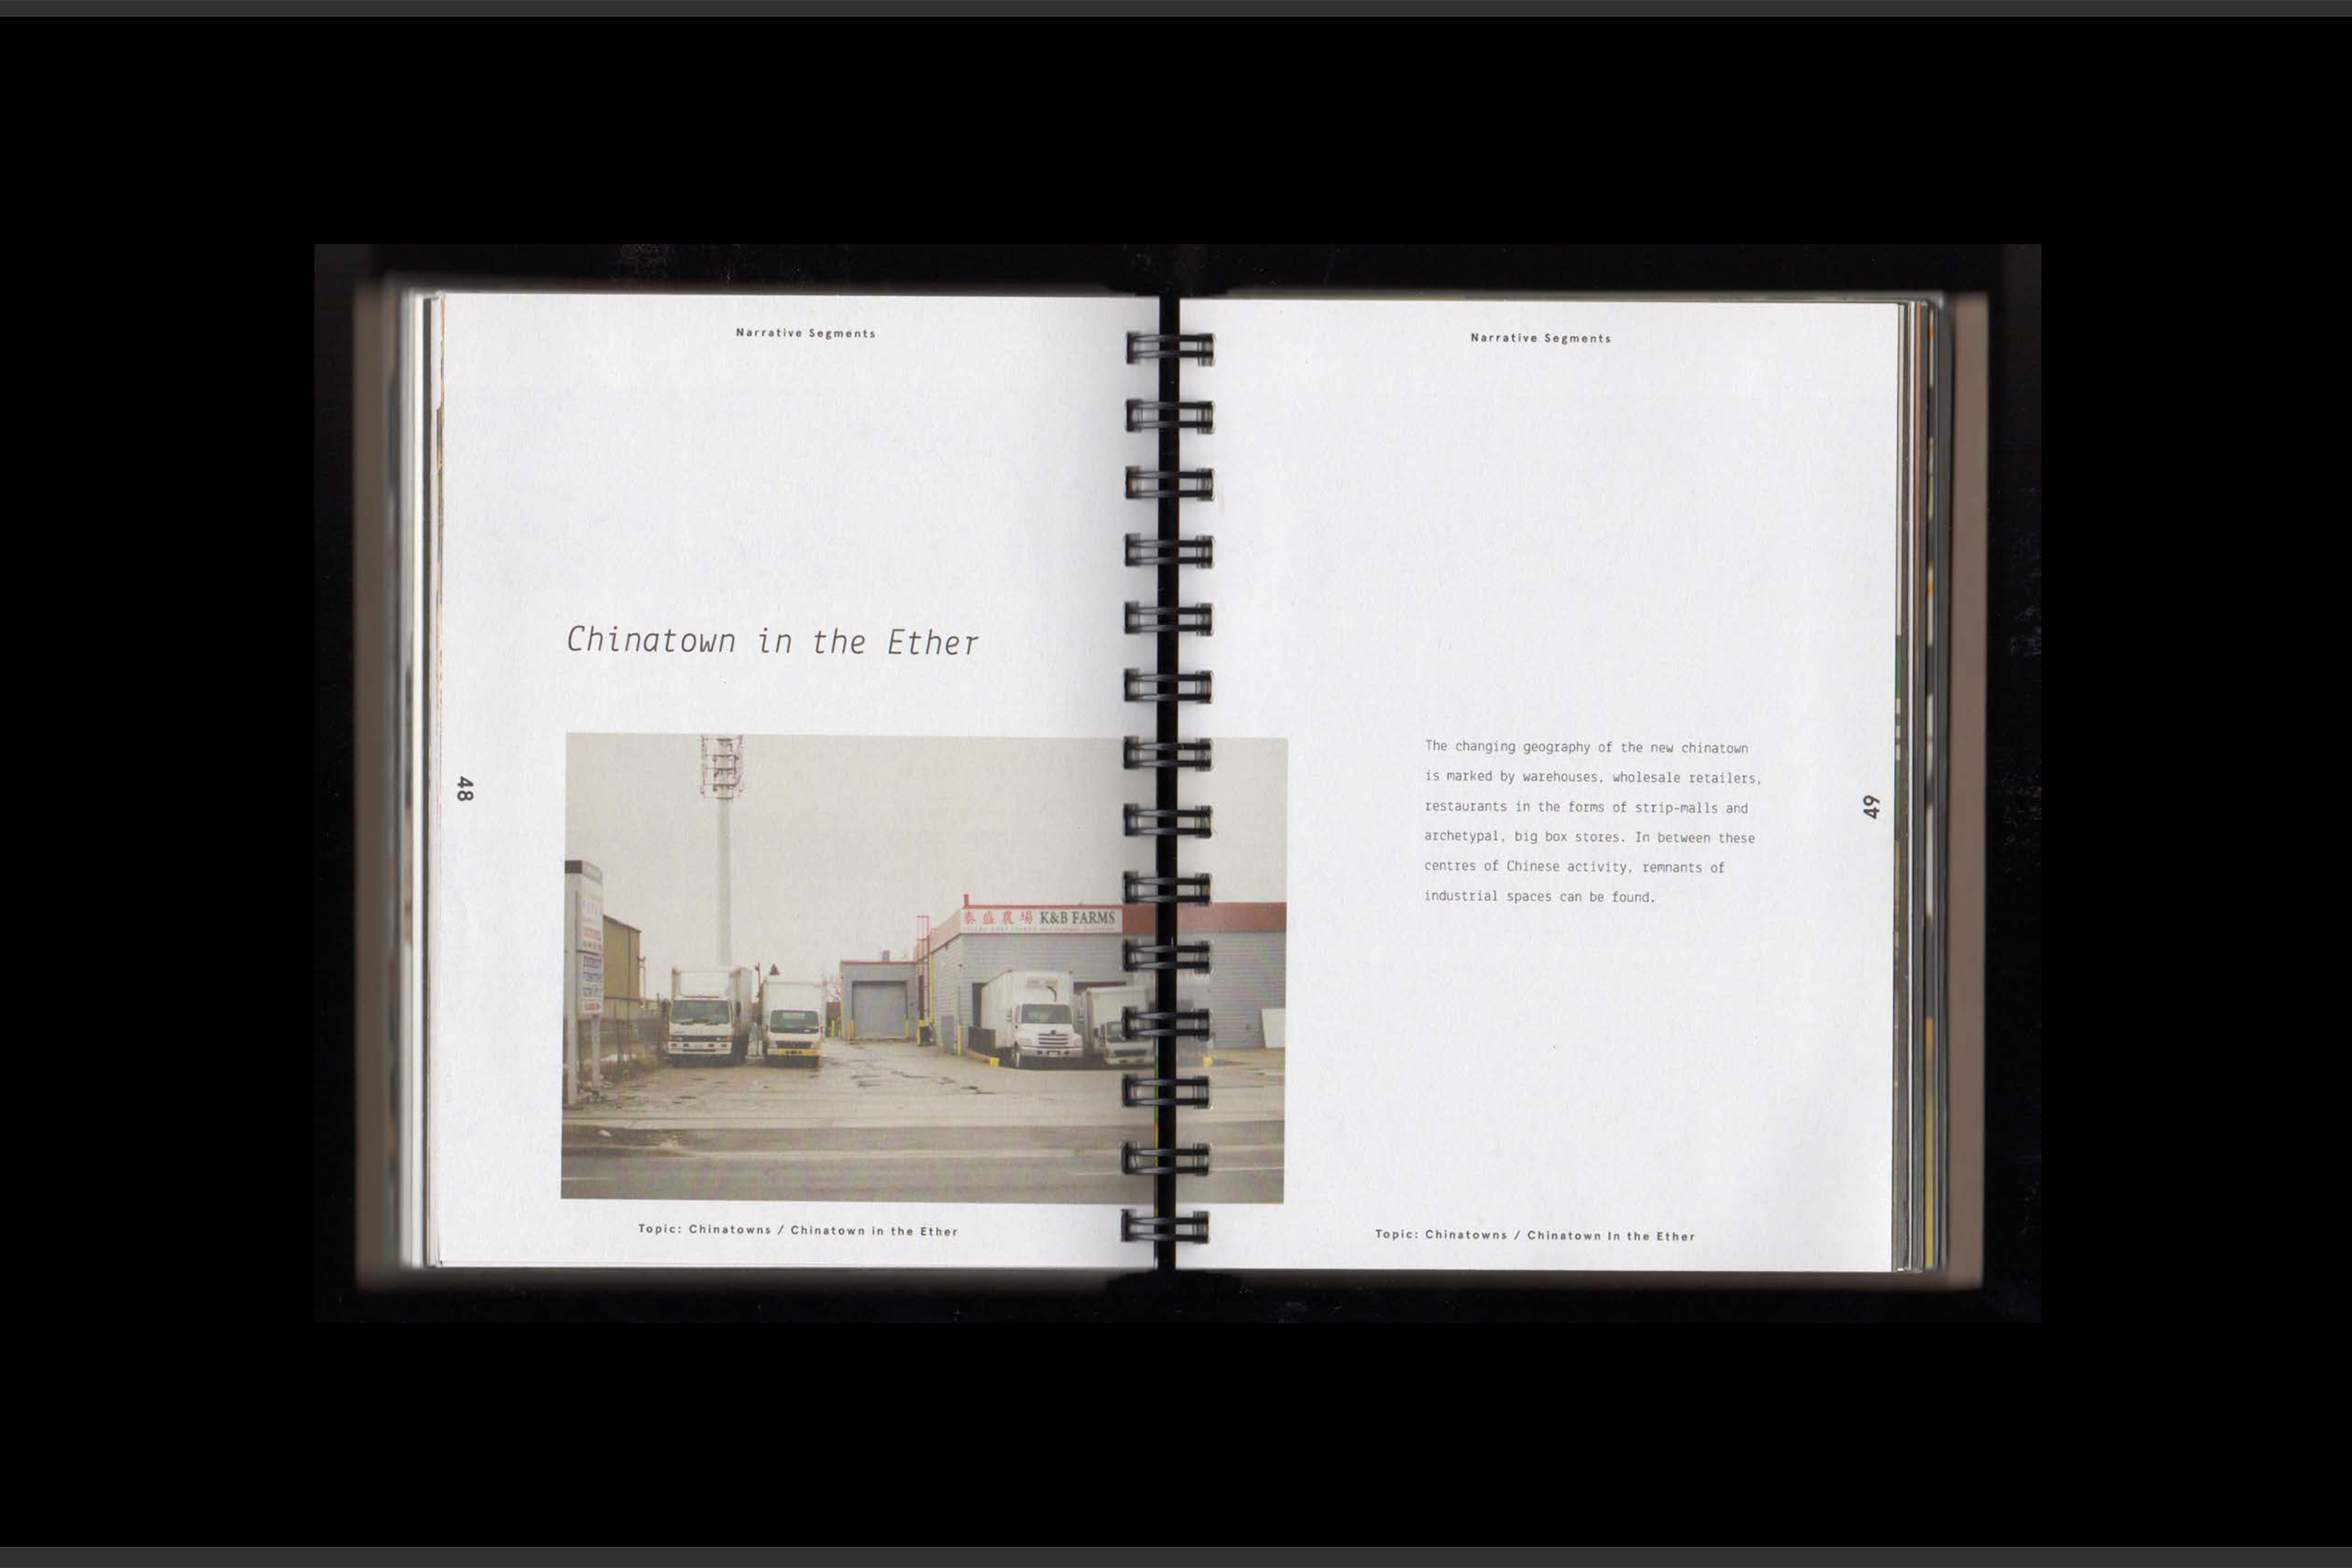 Narrative Segments
Chinatown in the Ether
48
泰盛農場 K&B FARMS
Topic: Chinatowns / Chinatown in the Ether
Narrative Segments
The changing geography of the new chinatown
is marked by warehouses, wholesale retailers,
restaurants in the forms of strip-malls and
archetypal, big box stores. In between these
centres of Chinese activity, remnants of
industrial spaces can be found.
49
Topic: Chinatowns / Chinatown In the Ether